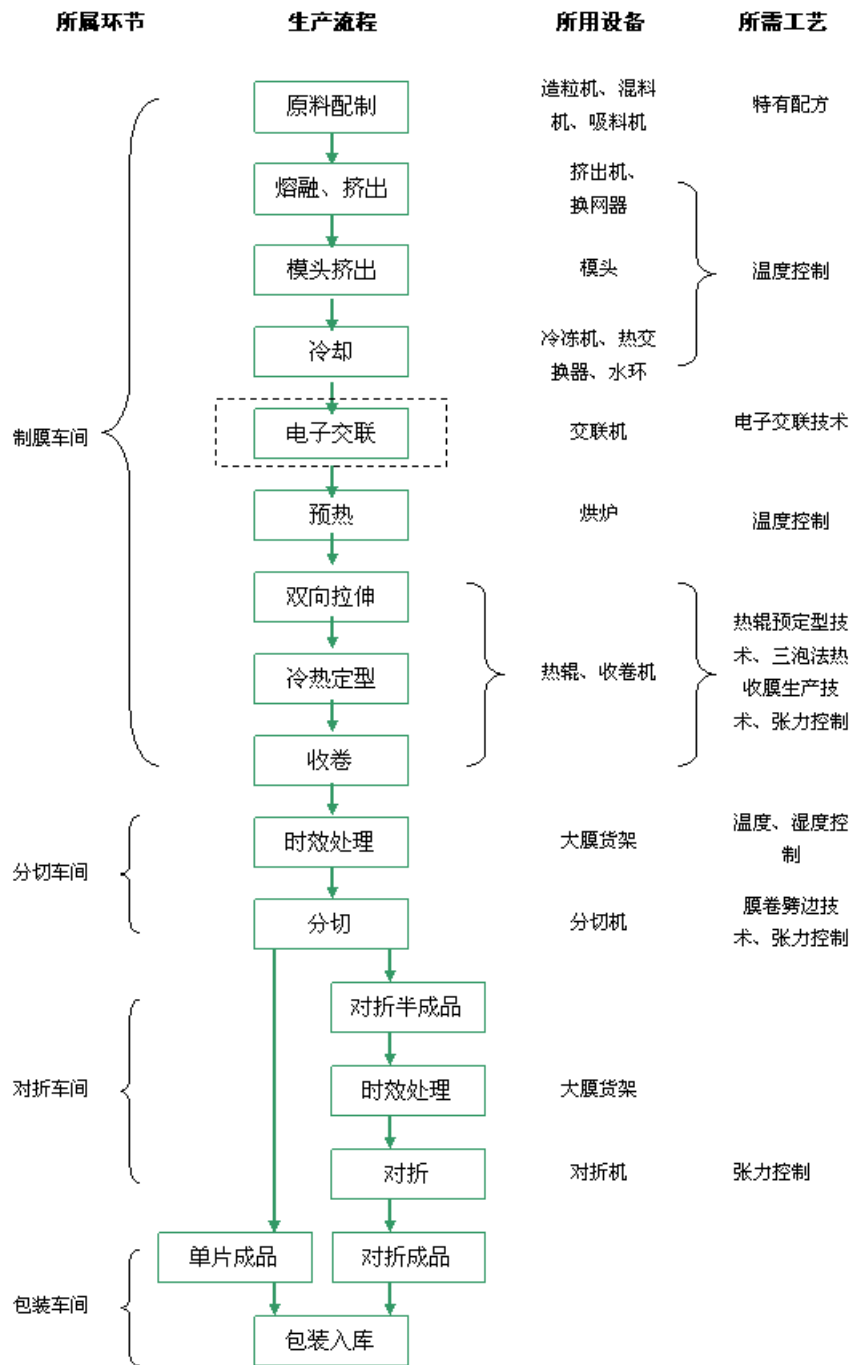 所属环节 生产流程 所用设备 所需工艺
原料配制
造粒机、混料
机、吸料机
特有配方
熔融、挤出
挤出机、
换网器
模头挤出
模头
温度控制
冷却
冷冻机、热交
换器、水环
制膜车间
电子交联
交联机
电子交联技术
预热
烘炉
温度控制
双向拉伸
冷热定型
收卷
热辊、收卷机
热辊预定型技
术、三泡法热
收膜生产技
术、张力控制
分切车间
时效处理
大膜货架
温度、湿度控
制
分切
分切机
膜卷劈边技
术、张力控制
对折车间
对折半成品
时效处理
大膜货架
对折
对折机
张力控制
包装车间
单片成品
对折成品
包装入库